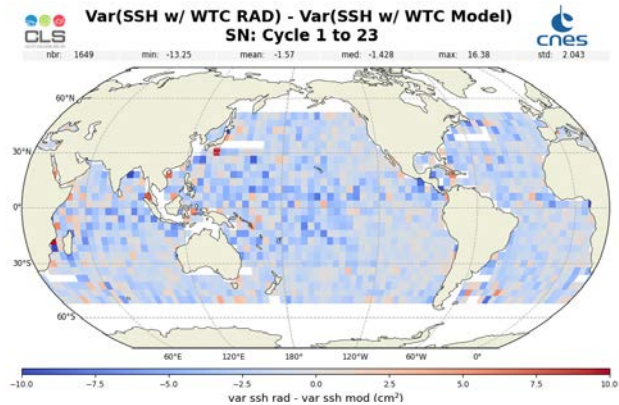 Var(SSH w/ WTC RAD) - Var(SSH w/ WTC Model)
SN: Cycle 1 to 23
CLS
cnes
nbr: 1649 min: -13.25 mean: -1.57 med: -1.428 max: 16.38 std: 2.043
60°N
30°N
0°
30°S
60°S
60°E 120°E 180° 120°W 60°W 0°
-10.0 -7.5 -5.0 -2.5 0.0 2.5 5.0 7.5 10.0
var ssh rad - var ssh mod (cm²)